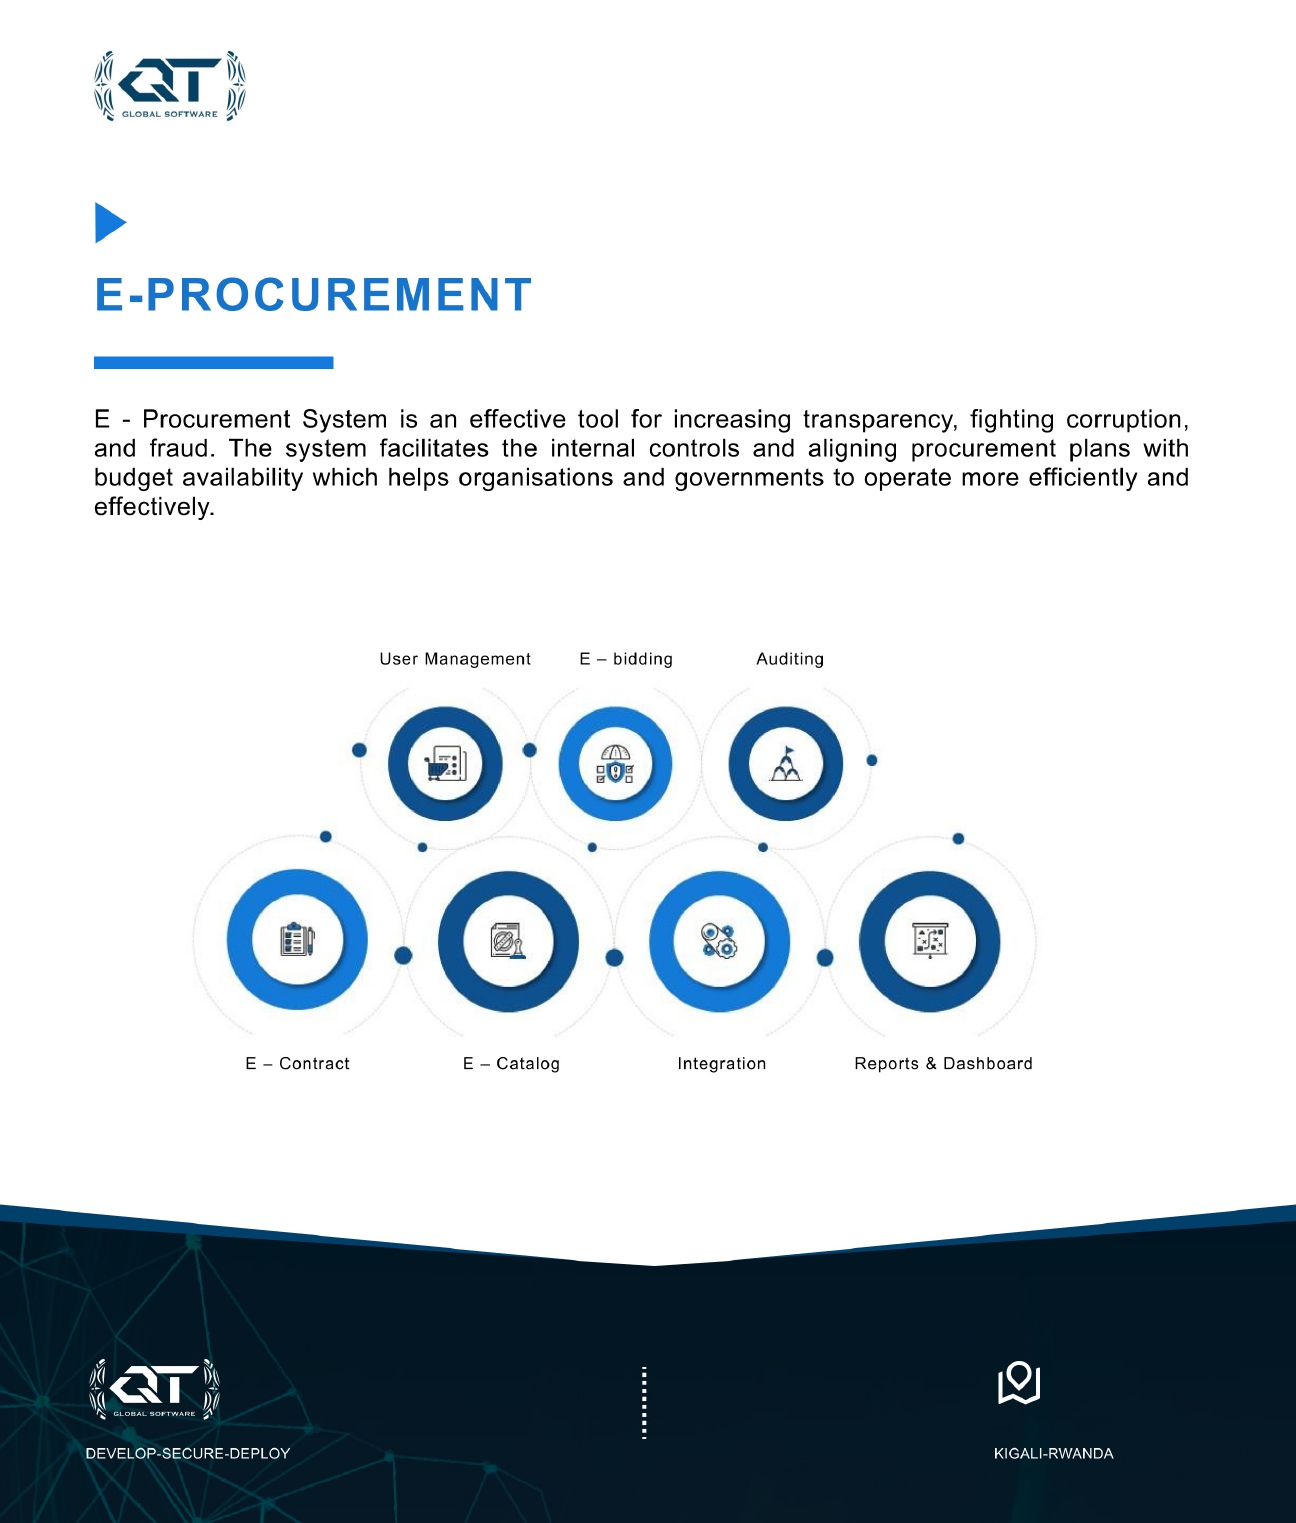 QT
GLOBAL SOFTWARE
E-PROCUREMENT
E - Procurement System is an effective tool for increasing transparency, fighting corruption,
and fraud. The system facilitates the internal controls and aligning procurement plans with
budget availability which helps organisations and governments to operate more efficiently and
effectively.
User Management E – bidding Auditing
E – Contract E – Catalog Integration Reports & Dashboard
QT
GLOBAL SOFTWARE
DEVELOP-SECURE-DEPLOY KIGALI-RWANDA